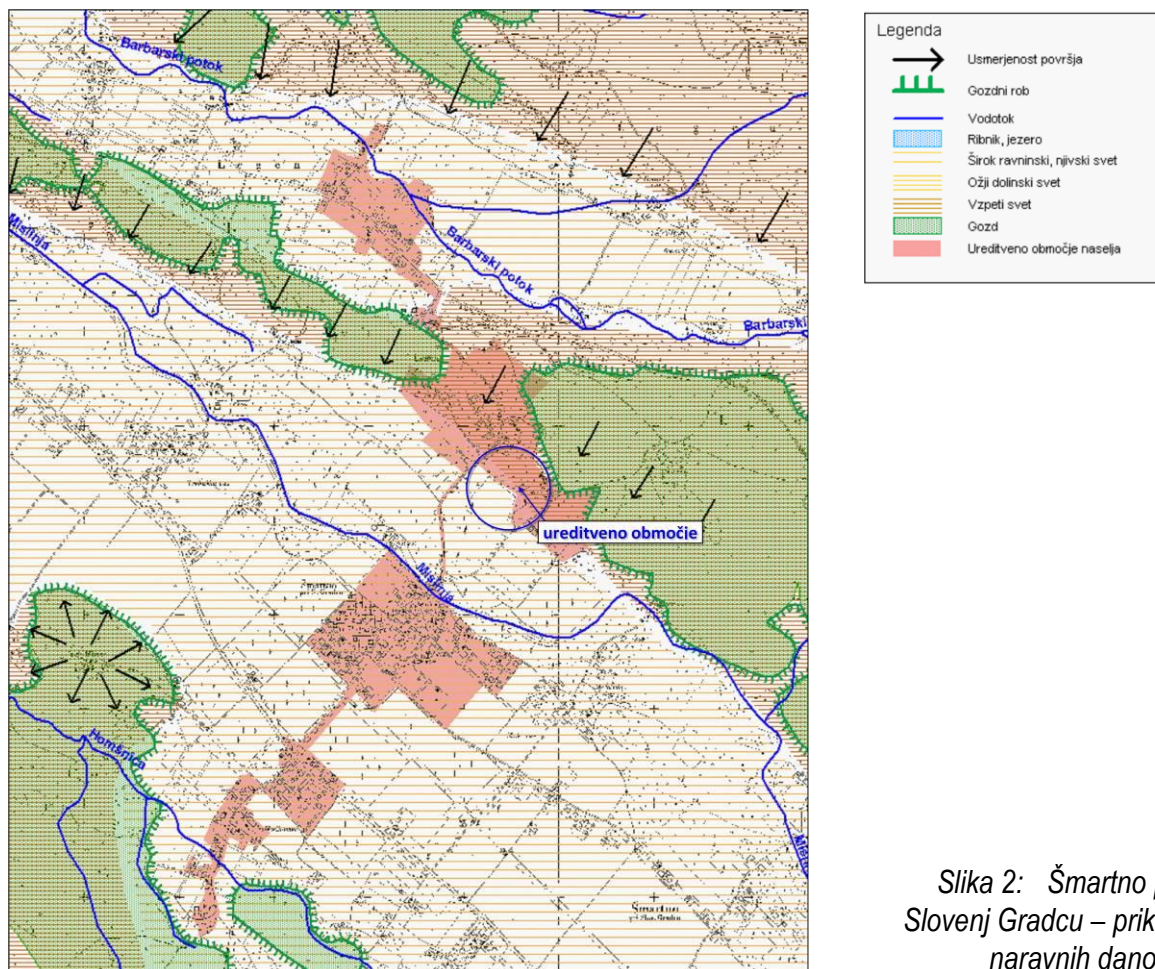 Barbarski potok
Legen
Mislinja
Barbarski potok
Barbarski
ureditveno območje
Mislinja
Homšnica
Šmartno
Legenda
Usmerjenost površja
Gozdni rob
Vodotok
Ribnik, jezero
Širok ravninski, njivski svet
Ožji dolinski svet
Vzpeti svet
Gozd
Ureditveno območje naselja
Slika 2: Šmartno p
Slovenj Gradcu – prik
naravnih dano